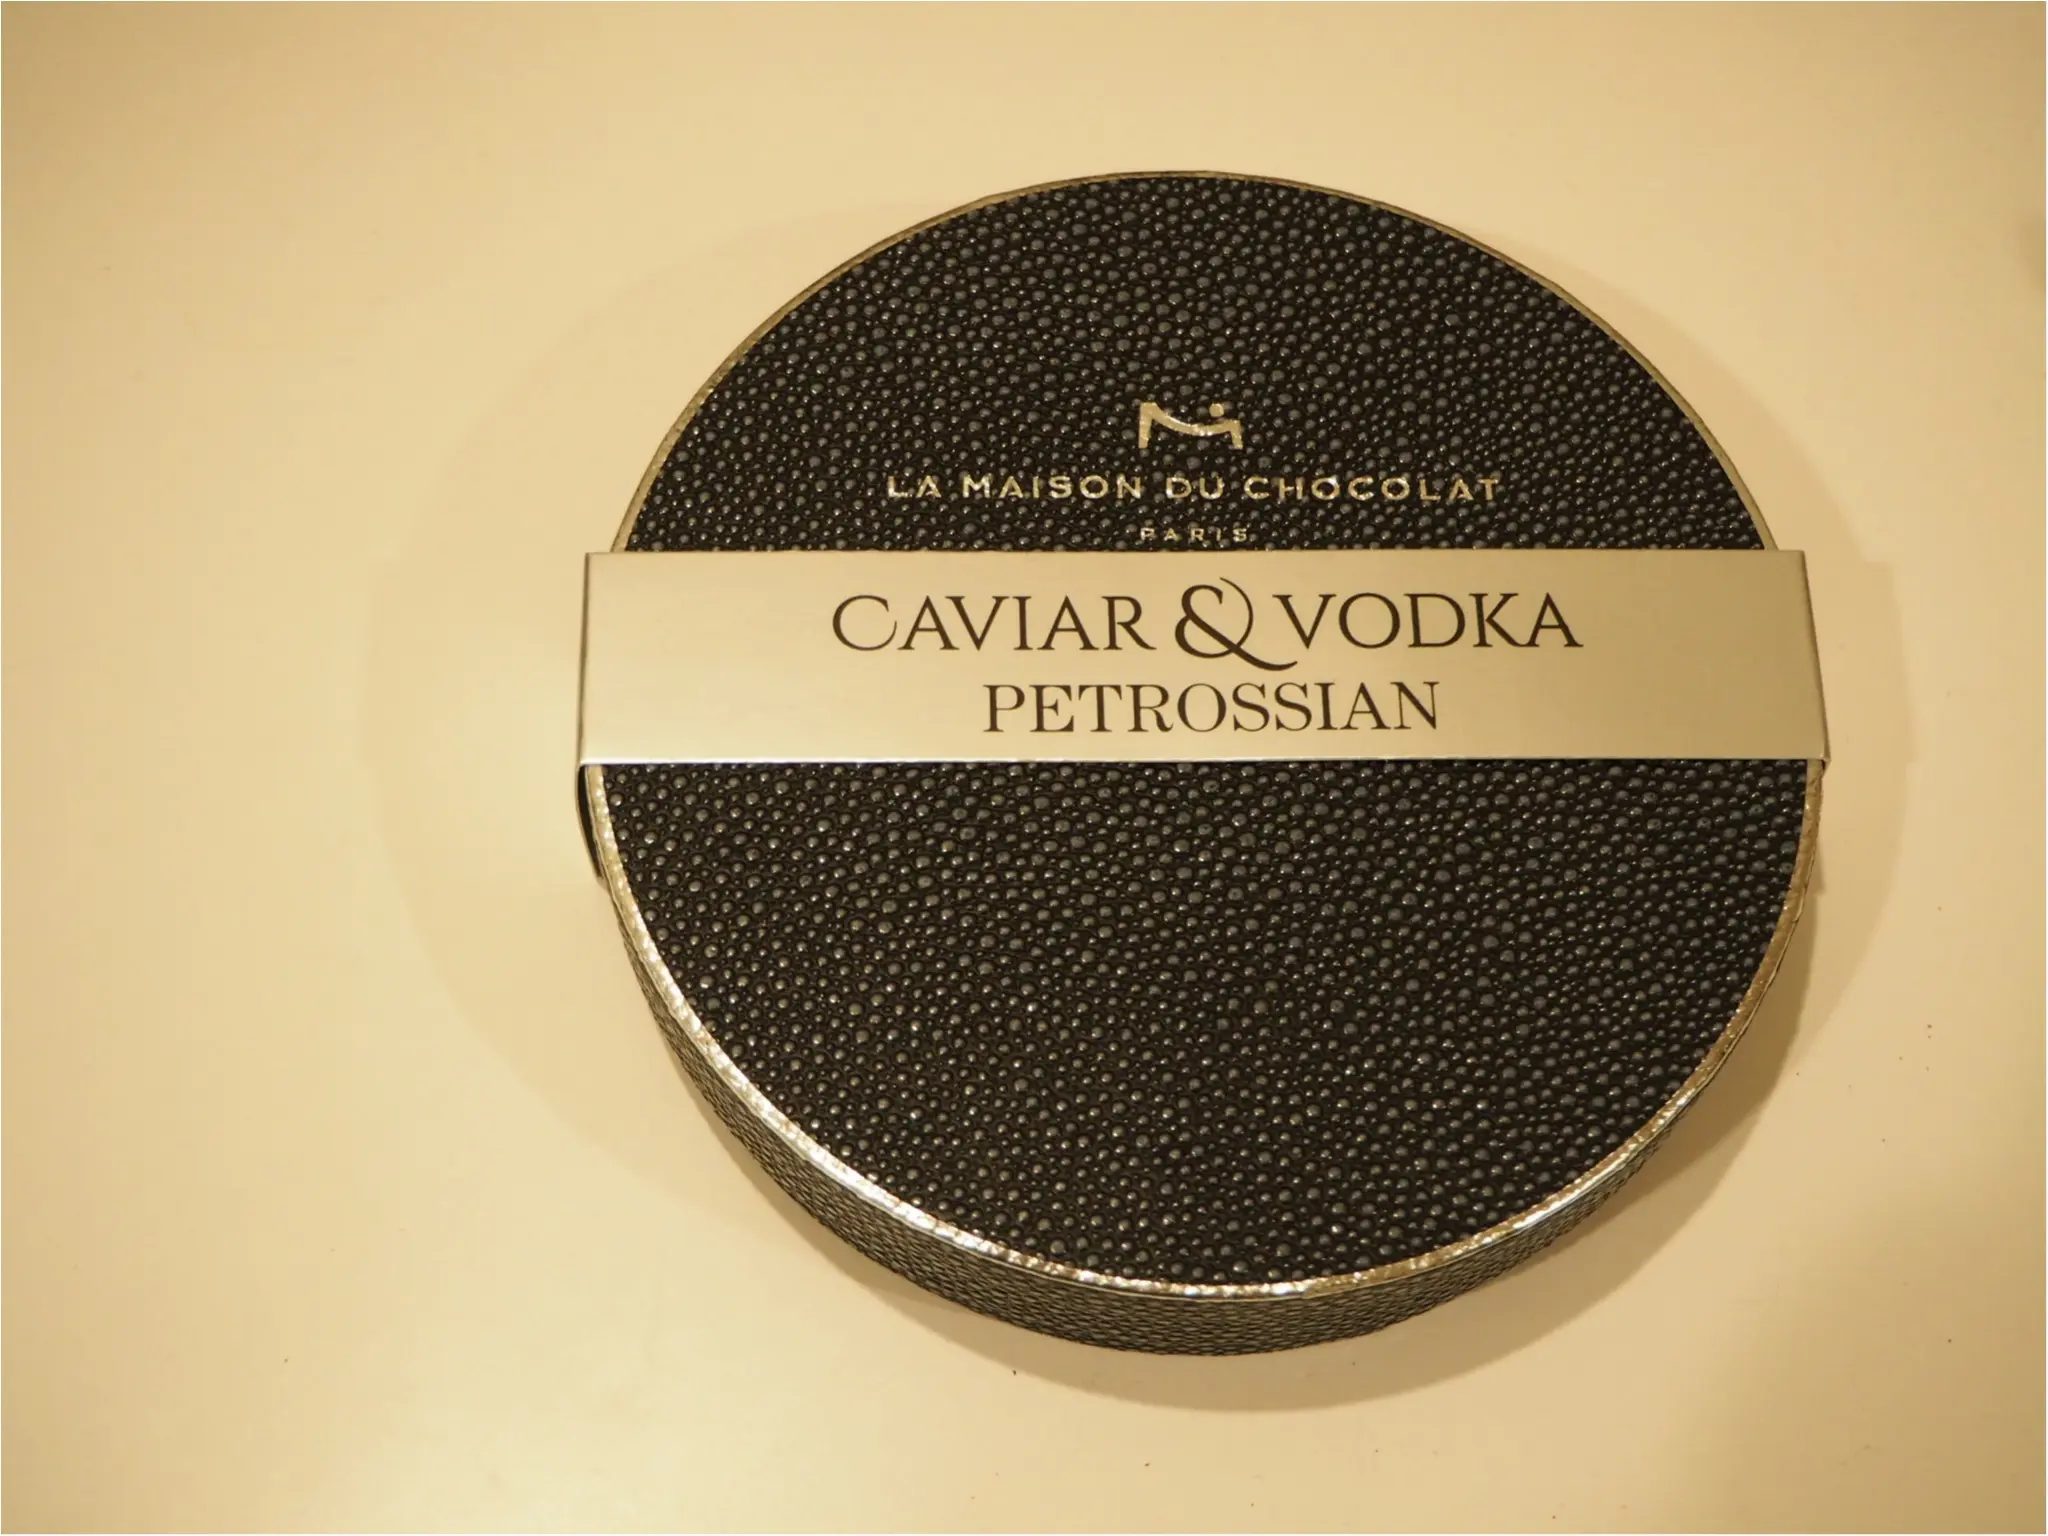 LA MAISON DU CHOCOLAT
PARIS
CAVIAR & VODKA
PETROSSIAN